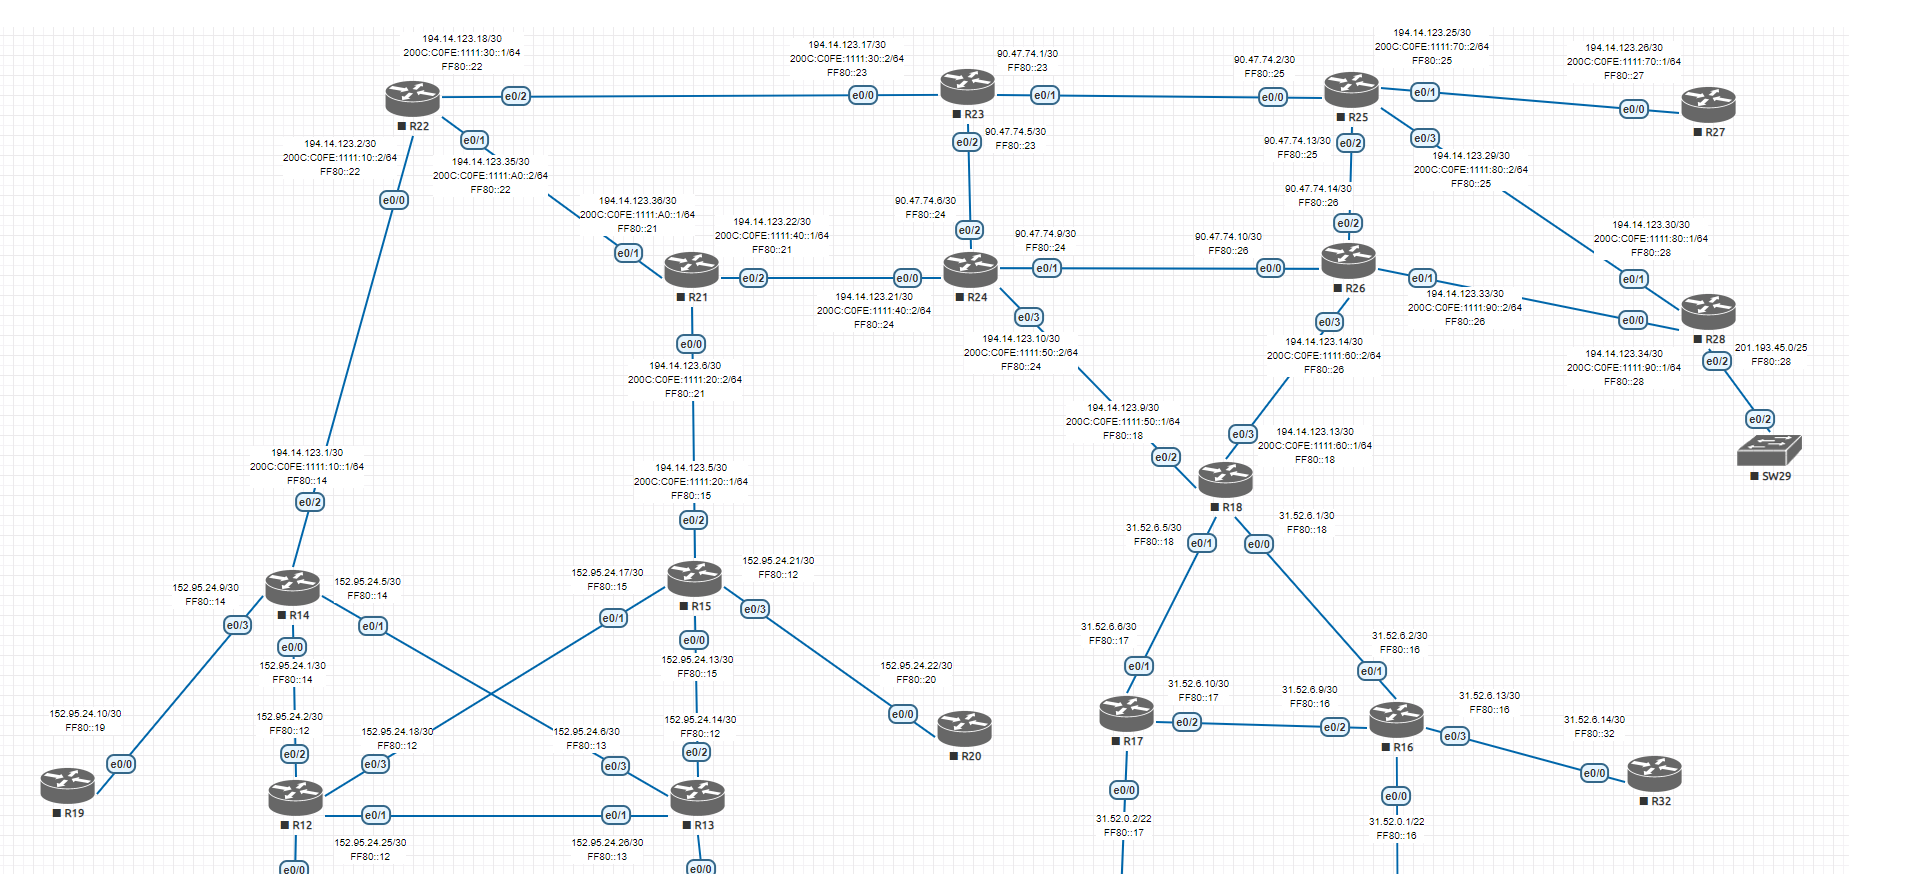 194.14.123.18/30
200C:C0FE:1111:30::1/64
FF80::22
194.14.123.17/30
200C:C0FE:1111:30::2/64
FF80::23
90.47.74.1/30
FF80::23
90.47.74.2/30
FF80::25
194.14.123.25/30
200C:C0FE:1111:70::2/64
FF80::25
194.14.123.26/30
200C:C0FE:1111:70::1/64
FF80::27
e0/2
e0/0
e0/1
e0/0
e0/1
e0/0
R22
R23
R25
R27
e0/1
e0/2
90.47.74.5/30
FF80::23
90.47.74.13/30
FF80::25
e0/2
e0/3
194.14.123.2/30
200C:C0FE:1111:10::2/64
FF80::22
194.14.123.35/30
200C:C0FE:1111:A0::2/64
FF80::22
194.14.123.29/30
200C:C0FE:1111:80::2/64
FF80::25
e0/0
194.14.123.36/30
200C:C0FE:1111:A0::1/64
FF80::21
194.14.123.22/30
200C:C0FE:1111:40::1/64
FF80::21
90.47.74.6/30
FF80::24
90.47.74.14/30
FF80::26
e0/2
e0/2
194.14.123.30/30
200C:C0FE:1111:80::1/64
FF80::28
e0/1
90.47.74.9/30
FF80::24
90.47.74.10/30
FF80::26
e0/2
e0/0
e0/1
e0/0
e0/1
e0/1
R21
R24
R26
194.14.123.21/30
200C:C0FE:1111:40::2/64
FF80::24
194.14.123.33/30
200C:C0FE:1111:90::2/64
FF80::26
e0/0
e0/3
e0/3
e0/0
R28
194.14.123.10/30
200C:C0FE:1111:50::2/64
FF80::24
194.14.123.14/30
200C:C0FE:1111:60::2/64
FF80::26
194.14.123.34/30
200C:C0FE:1111:90::1/64
FF80::28
e0/2
201.193.45.0/25
FF80::28
194.14.123.6/30
200C:C0FE:1111:20::2/64
FF80::21
194.14.123.9/30
200C:C0FE:1111:50::1/64
FF80::18
e0/2
e0/3
194.14.123.13/30
200C:C0FE:1111:60::1/64
FF80::18
e0/2
SW29
194.14.123.1/30
200C:C0FE:1111:10::1/64
FF80::14
e0/2
194.14.123.5/30
200C:C0FE:1111:20::1/64
FF80::15
e0/2
R18
31.52.6.5/30
FF80::18
e0/1
e0/0
31.52.6.1/30
FF80::18
152.95.24.9/30
FF80::14
152.95.24.5/30
FF80::14
152.95.24.17/30
FF80::15
152.95.24.21/30
FF80::12
R14
R15
e0/3
e0/1
e0/1
e0/3
e0/0
e0/0
152.95.24.1/30
FF80::14
152.95.24.13/30
FF80::15
152.95.24.22/30
FF80::20
31.52.6.6/30
FF80::17
31.52.6.2/30
FF80::16
e0/1
e0/1
152.95.24.10/30
FF80::19
152.95.24.2/30
FF80::12
152.95.24.18/30
FF80::12
152.95.24.6/30
FF80::13
152.95.24.14/30
FF80::12
e0/0
R20
31.52.6.10/30
FF80::17
31.52.6.9/30
FF80::16
31.52.6.13/30
FF80::16
31.52.6.14/30
FF80::32
e0/2
e0/2
e0/3
R17
R16
e0/0
e0/2
e0/3
e0/3
e0/2
e0/0
R19
R12
R13
e0/1
e0/1
e0/0
e0/0
R32
152.95.24.25/30
FF80::12
152.95.24.26/30
FF80::13
31.52.0.2/22
FF80::17
31.52.0.1/22
FF80::16
e0/0
e0/0